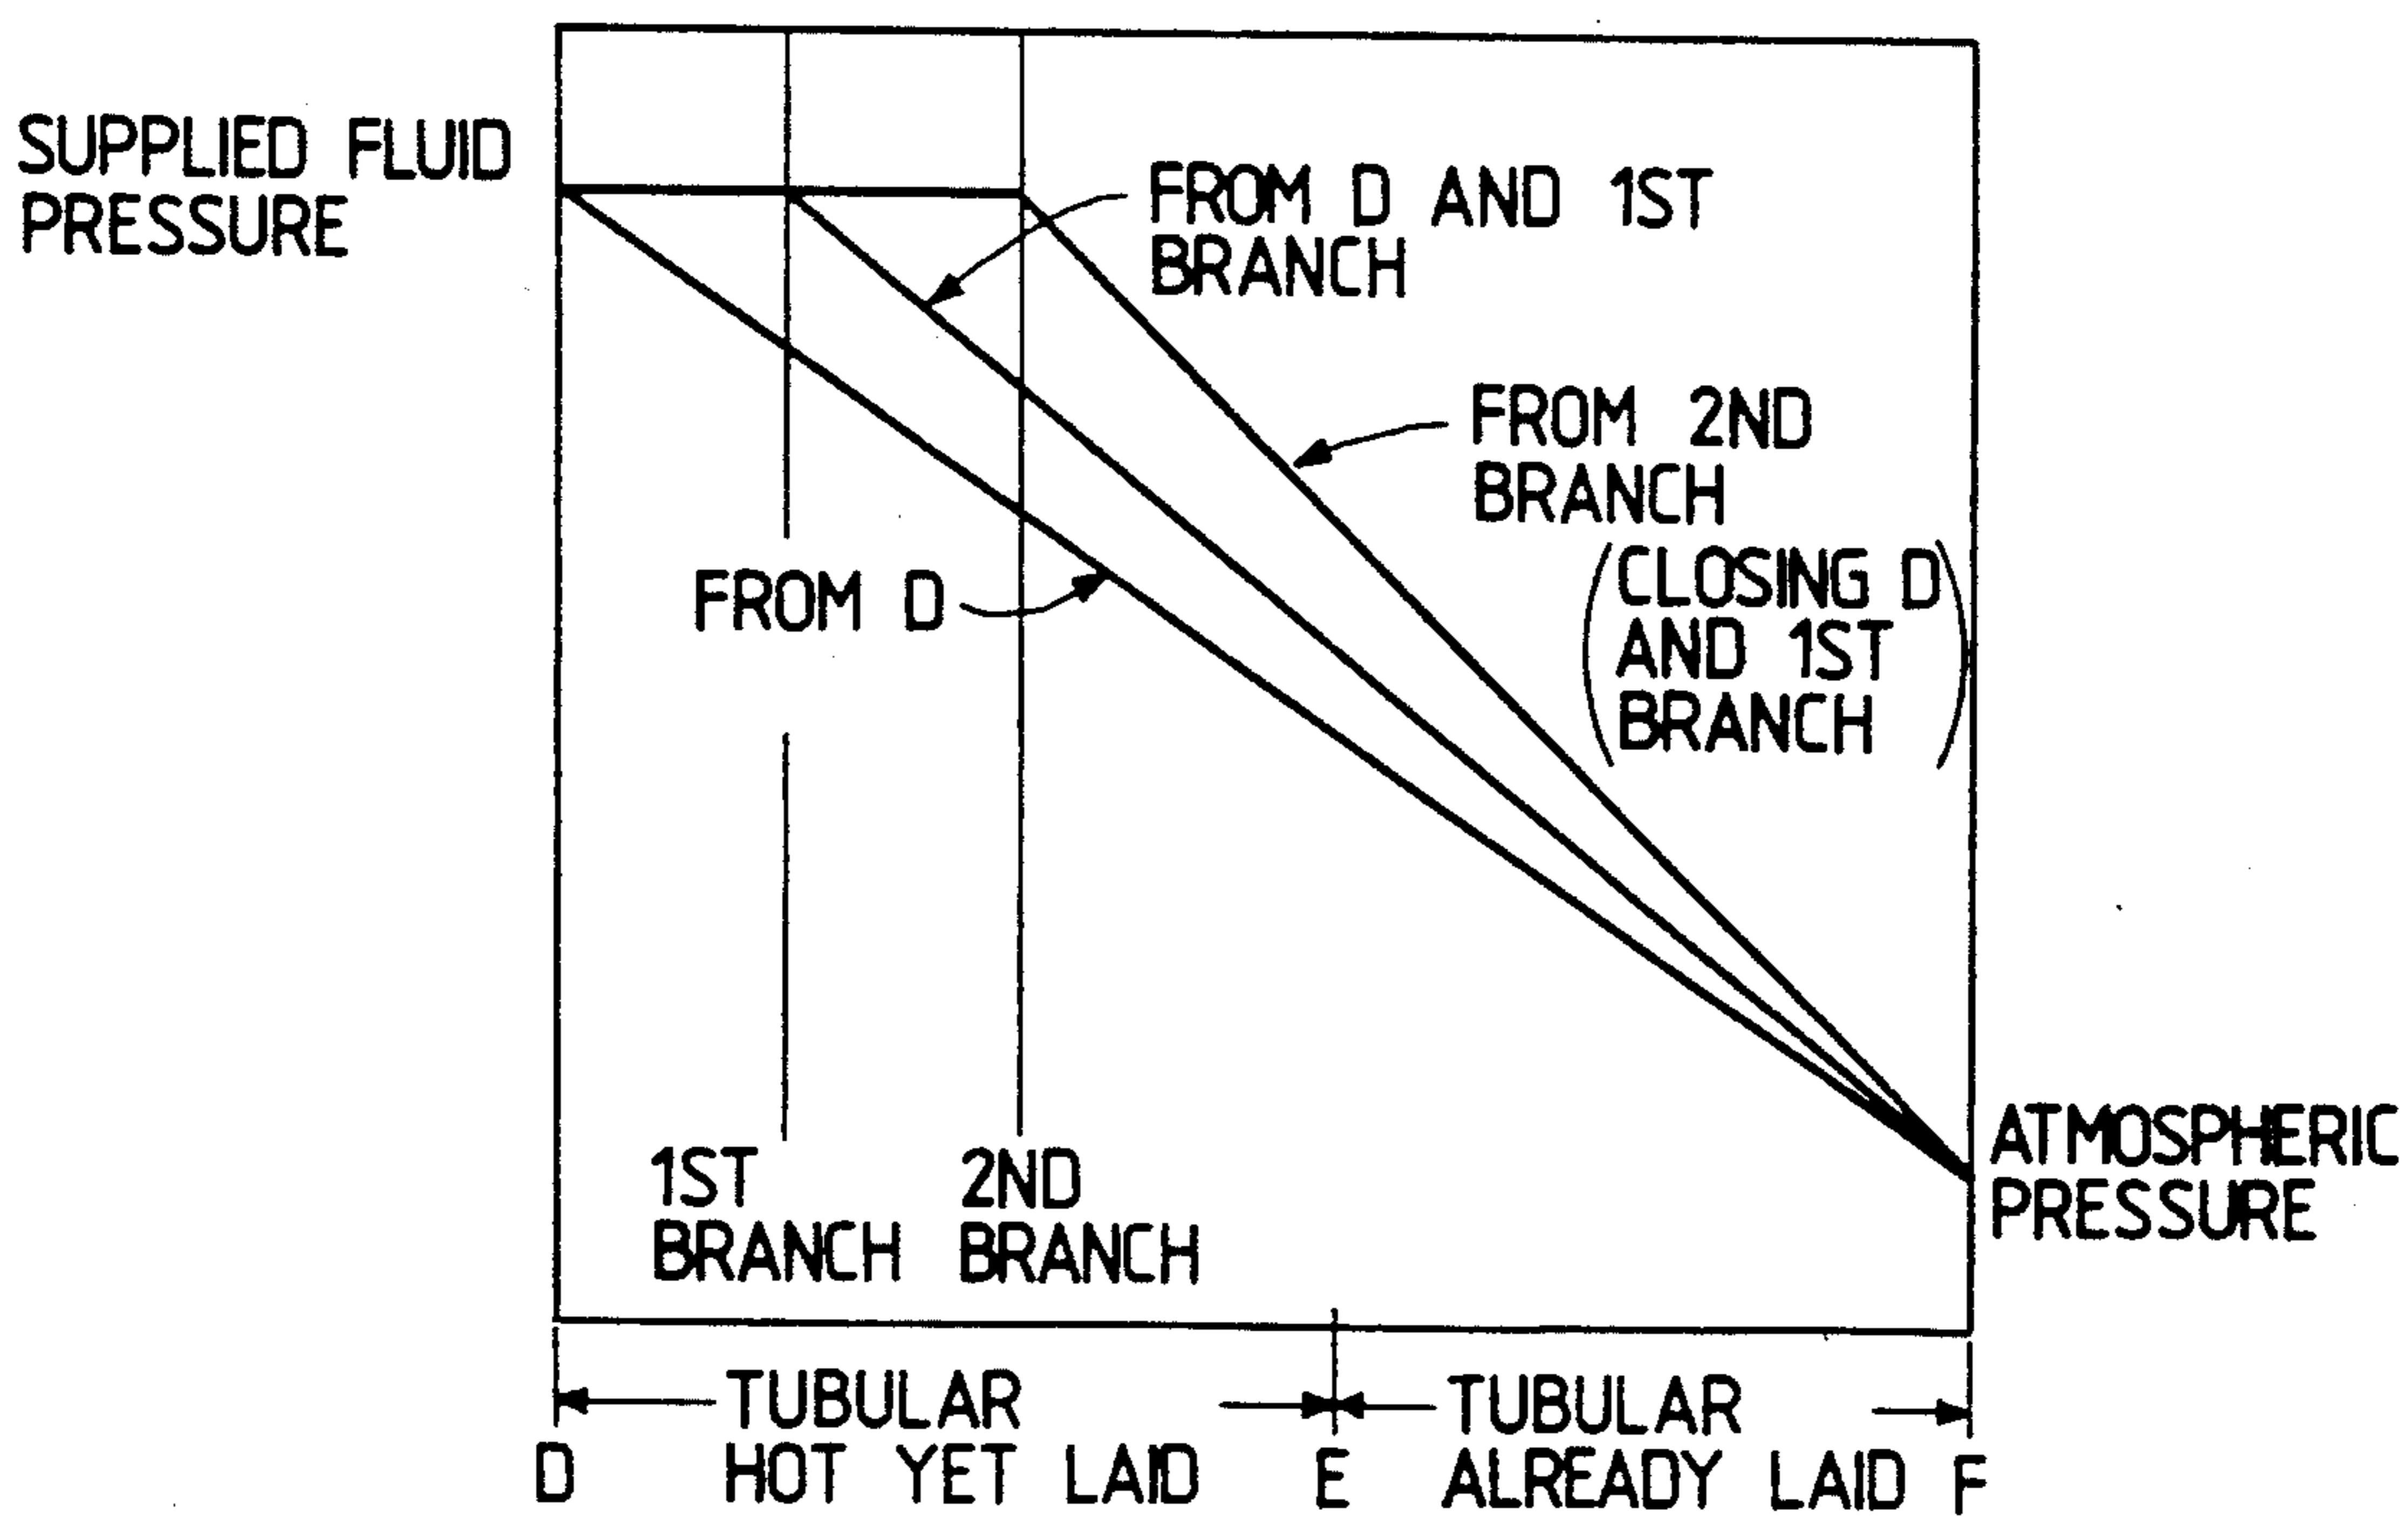 SUPPLIED FLUID
PRESSURE
FROM D AND 1ST
BRANCH
FROM 2ND
BRANCH
(CLOSING D
AND 1ST
BRANCH)
FROM D
1ST
BRANCH
2ND
BRANCH
ATMOSPHERIC
PRESSURE
TUBULAR
HOT YET LAID
TUBULAR
ALREADY LAID
D
E
F